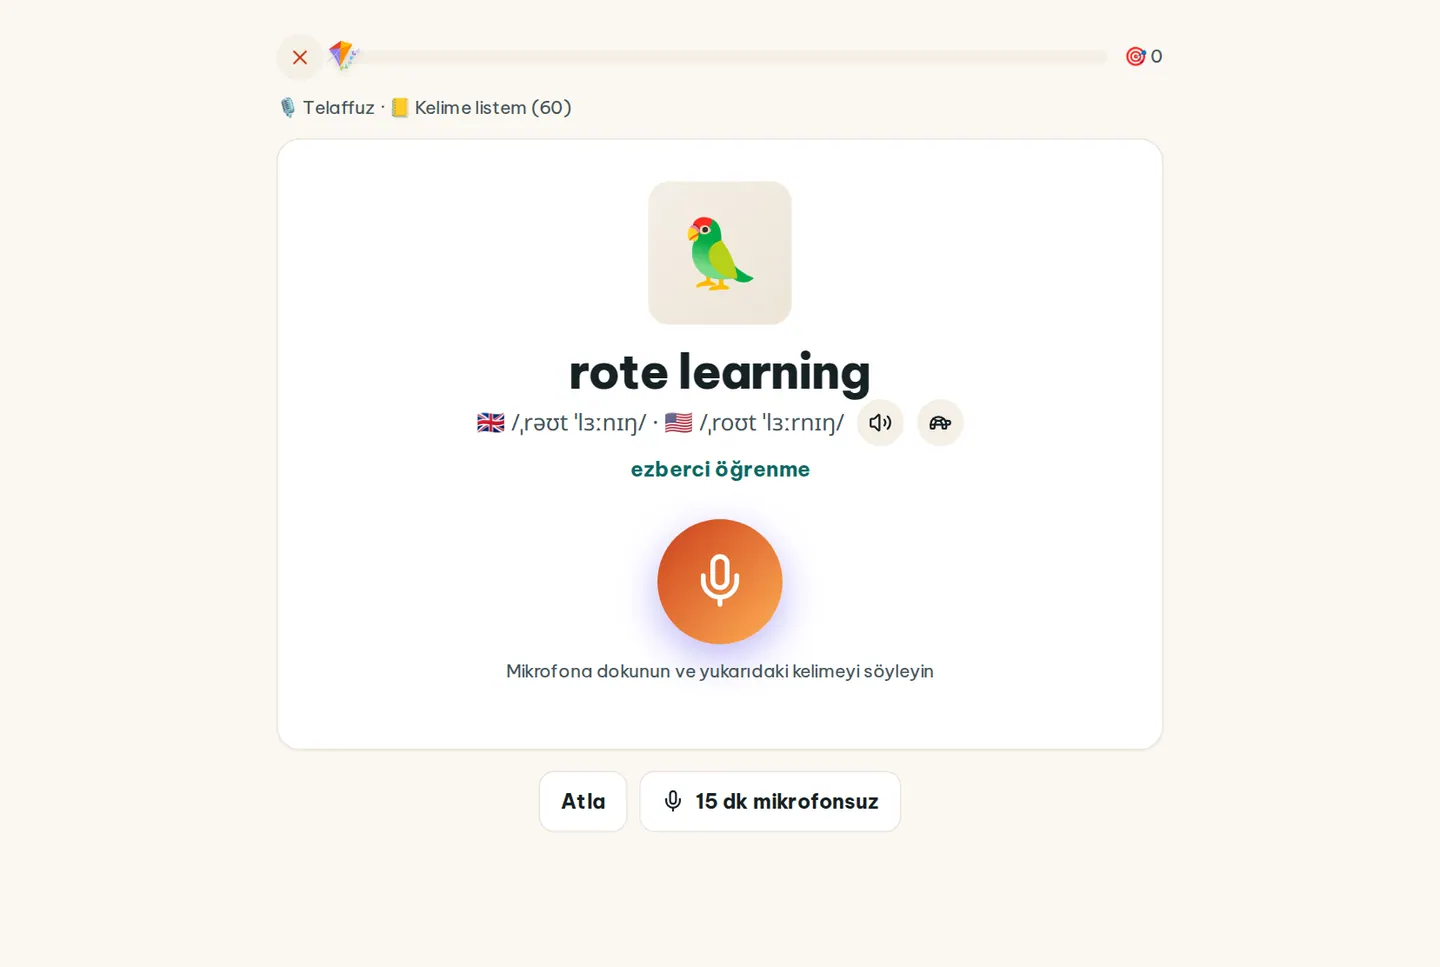 0
Telaffuz · Kelime listem (60)
rote learning
/ˌrəʊt ˈlɜːnɪŋ/ · /ˌroʊt ˈlɜːrnɪŋ/
ezberci öğrenme
Mikrofona dokunun ve yukarıdaki kelimeyi söyleyin
Atla
15 dk mikrofonsuz